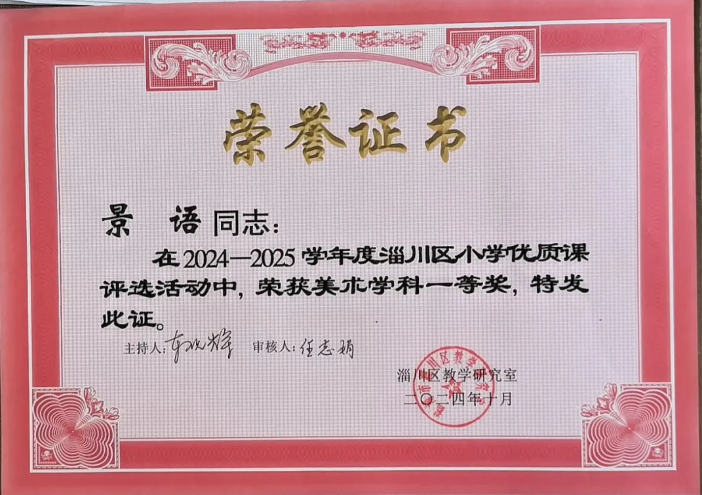 荣誉证书
景 语 同志：
在2024—2025学年度淄川区小学优质课
评选活动中，荣获美术学科一等奖，特发
此证。
主持人： 审核人：任志娟
淄川区教学研究室
二〇二四年十月